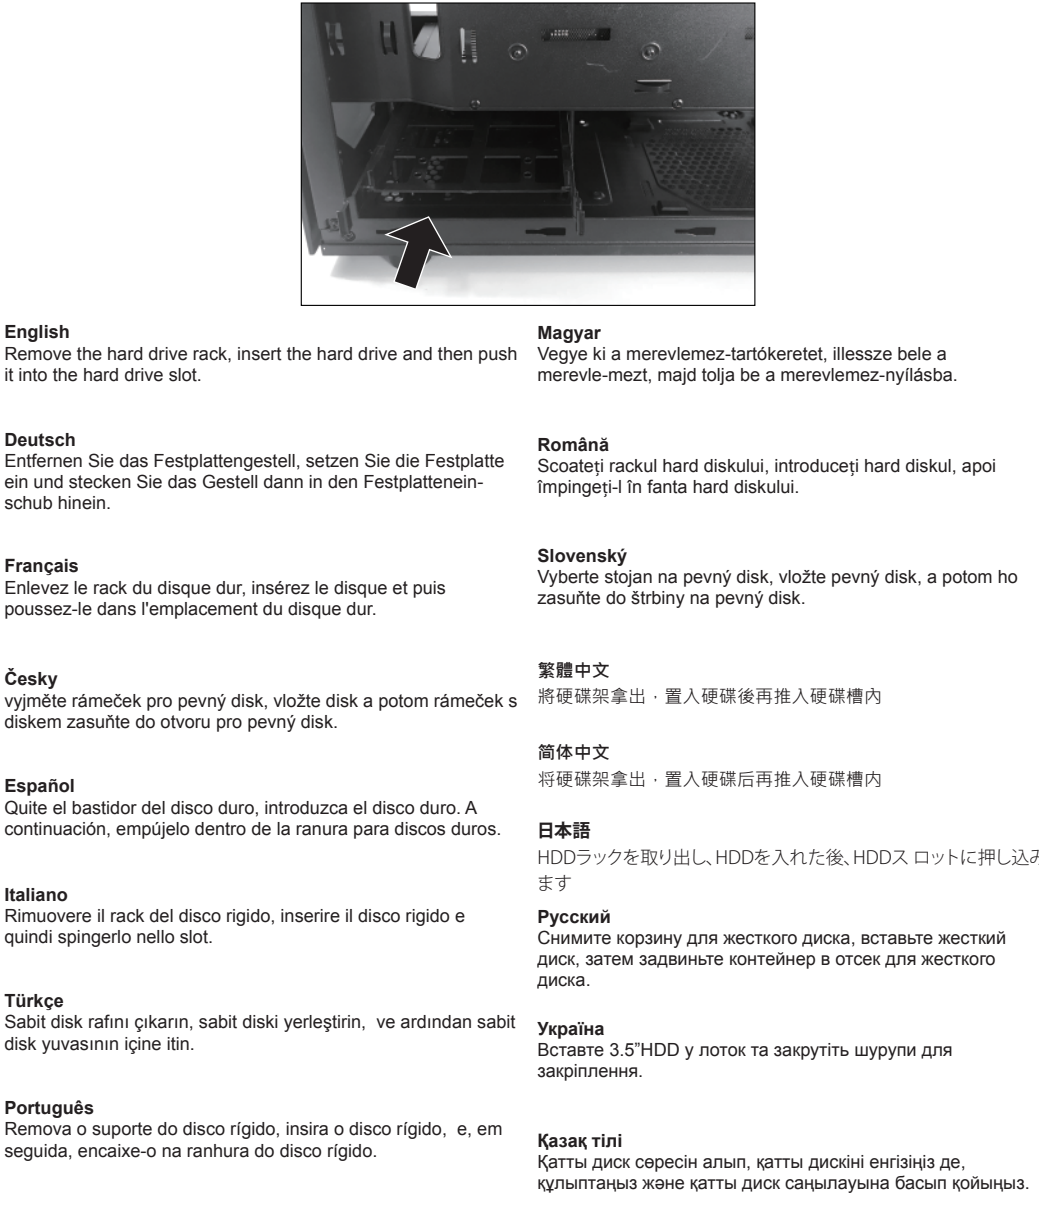 English
Remove the hard drive rack, insert the hard drive and then push
it into the hard drive slot.
Deutsch
Entfernen Sie das Festplattengestell, setzen Sie die Festplatte
ein und stecken Sie das Gestell dann in den Festplattenein-
schub hinein.
Français
Enlevez le rack du disque dur, insérez le disque et puis
poussez-le dans l'emplacement du disque dur.
Česky
vyjměte rámeček pro pevný disk, vložte disk a potom rámeček s
diskem zasuňte do otvoru pro pevný disk.
Español
Quite el bastidor del disco duro, introduzca el disco duro. A
continuación, empújelo dentro de la ranura para discos duros.
Italiano
Rimuovere il rack del disco rigido, inserire il disco rigido e
quindi spingerlo nello slot.
Türkçe
Sabit disk rafını çıkarın, sabit diski yerleştirin,  ve ardından sabit
disk yuvasının içine itin.
Português
Remova o suporte do disco rígido, insira o disco rígido,  e, em
seguida, encaixe-o na ranhura do disco rígido.
Magyar
Vegye ki a merevlemez-tartókeretet, illessze bele a
merevle-mezt, majd tolja be a merevlemez-nyílásba.
Română
Scoateți rackul hard diskului, introduceți hard diskul, apoi
împingeți-l în fanta hard diskului.
Slovenský
Vyberte stojan na pevný disk, vložte pevný disk, a potom ho
zasuňte do štrbiny na pevný disk.
繁體中文
將硬碟架拿出，置入硬碟後再推入硬碟槽內
简体中文
将硬碟架拿出，置入硬碟后再推入硬碟槽内
日本語
HDDラックを取り出し、HDDを入れた後、HDDス ロットに押し込み
ます
Русский
Снимите корзину для жесткого диска, вставьте жесткий
диск, затем задвиньте контейнер в отсек для жесткого
диска.
Україна
Вставте 3.5”HDD у лоток та закрутіть шурупи для
закріплення.
Қазақ тілі
Қатты диск сөресін алып, қатты дискіні енгізіңіз де,
құлыптаңыз және қатты диск саңылауына басып қойыңыз.